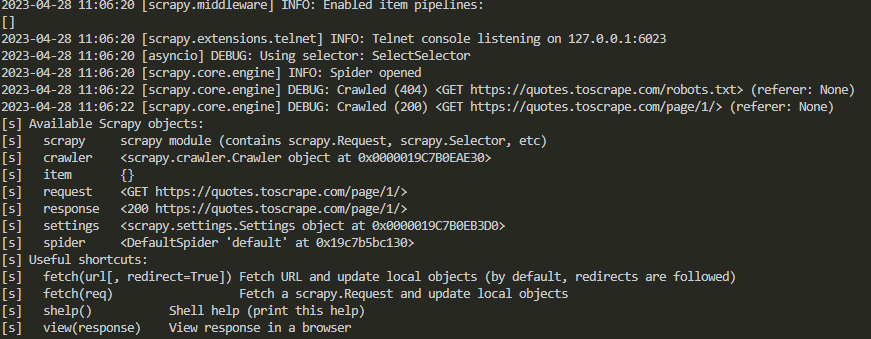 2023-04-28 11:06:20 [scrapy.middleware] INFO: Enabled item pipelines:
[]
2023-04-28 11:06:20 [scrapy.extensions.telnet] INFO: Telnet console listening on 127.0.0.1:6023
2023-04-28 11:06:20 [asyncio] DEBUG: Using selector: SelectSelector
2023-04-28 11:06:20 [scrapy.core.engine] INFO: Spider opened
2023-04-28 11:06:22 [scrapy.core.engine] DEBUG: Crawled (404) <GET https://quotes.toscrape.com/robots.txt> (referer: None)
2023-04-28 11:06:22 [scrapy.core.engine] DEBUG: Crawled (200) <GET https://quotes.toscrape.com/page/1/> (referer: None)
[s] Available Scrapy objects:
[s]   scrapy     scrapy module (contains scrapy.Request, scrapy.Selector, etc)
[s]   crawler    <scrapy.crawler.Crawler object at 0x0000019C7B0EAE30>
[s]   item       {}
[s]   request    <GET https://quotes.toscrape.com/page/1/>
[s]   response   <200 https://quotes.toscrape.com/page/1/>
[s]   settings   <scrapy.settings.Settings object at 0x0000019C7B0EB3D0>
[s]   spider     <DefaultSpider 'default' at 0x19c7b5bc130>
[s] Useful shortcuts:
[s]   fetch(url[, redirect=True]) Fetch URL and update local objects (by default, redirects are followed)
[s]   fetch(req)                  Fetch a scrapy.Request and update local objects
[s]   shelp()           Shell help (print this help)
[s]   view(response)    View response in a browser